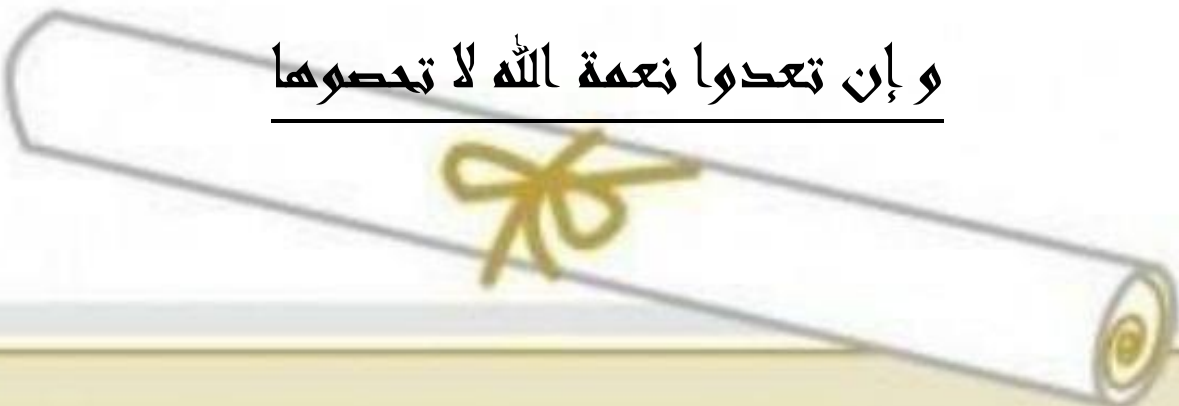 و إن تعدوا نعمة الله لا تحصوها